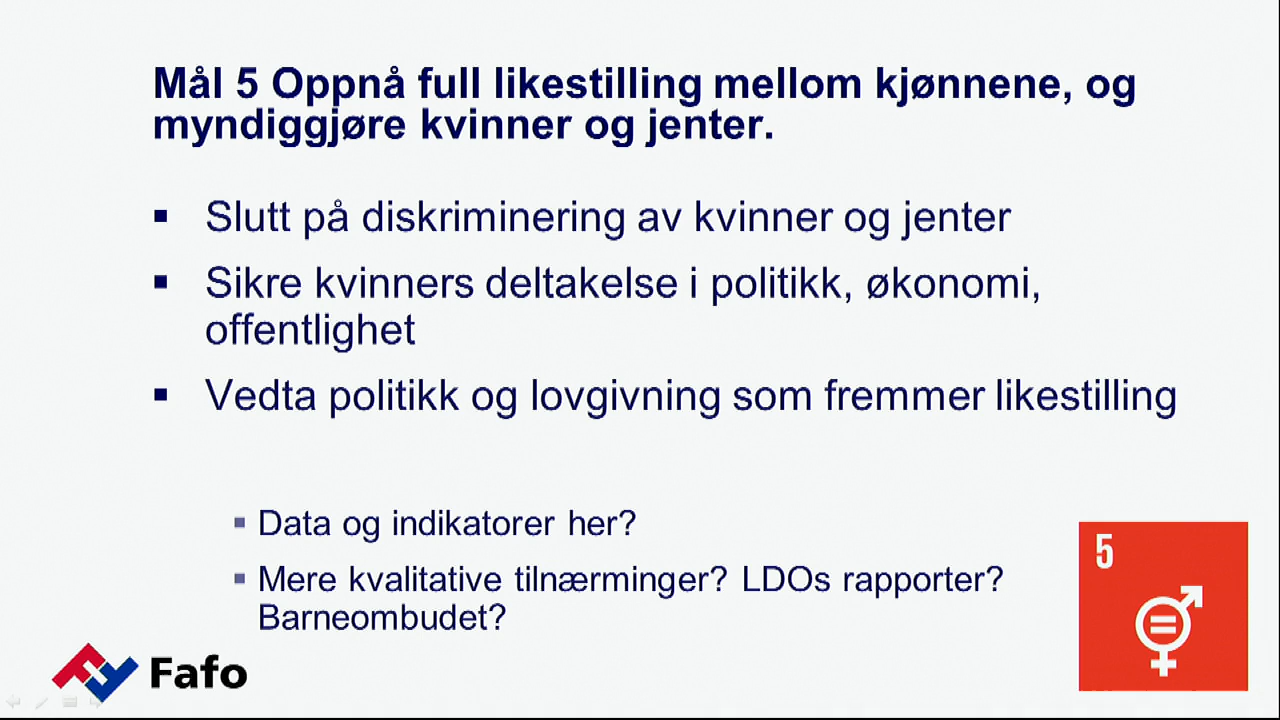 Mål 5 Oppnå full likestilling mellom kjønnene, og
myndiggjøre kvinner og jenter.
▪ Slutt på diskriminering av kvinner og jenter
▪ Sikre kvinners deltakelse i politikk, økonomi,
offentlighet
▪ Vedta politikk og lovgivning som fremmer likestilling
▪ Data og indikatorer her?
▪ Mere kvalitative tilnærminger? LDOs rapporter?
Barneombudet?
5
Fafo